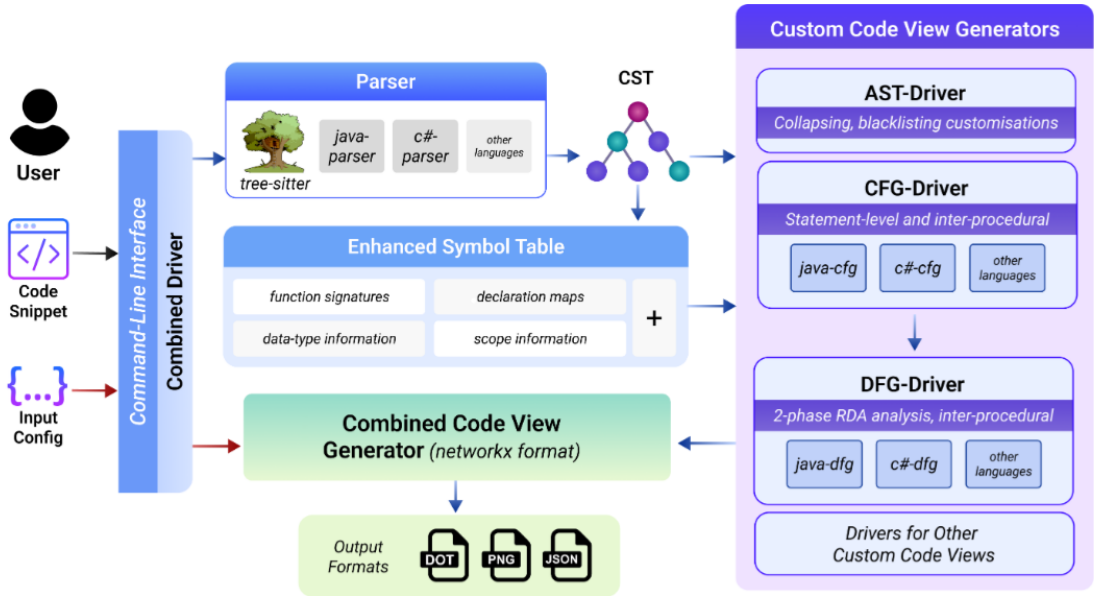 User
</>
Code
Snippet
{...}
Input
Config
Command-Line Interface
Combined Driver
Parser
tree-sitter
java-
parser
c#-
parser
other
languages
CST
Enhanced Symbol Table
function signatures
declaration maps
data-type information
scope information
+
Combined Code View
Generator (networkx format)
Output
Formats
DOT
PNG
JSON
Custom Code View Generators
AST-Driver
Collapsing, blacklisting customisations
CFG-Driver
Statement-level and inter-procedural
java-cfg
c#-cfg
other
languages
DFG-Driver
2-phase RDA analysis, inter-procedural
java-dfg
c#-dfg
other
languages
Drivers for Other
Custom Code Views